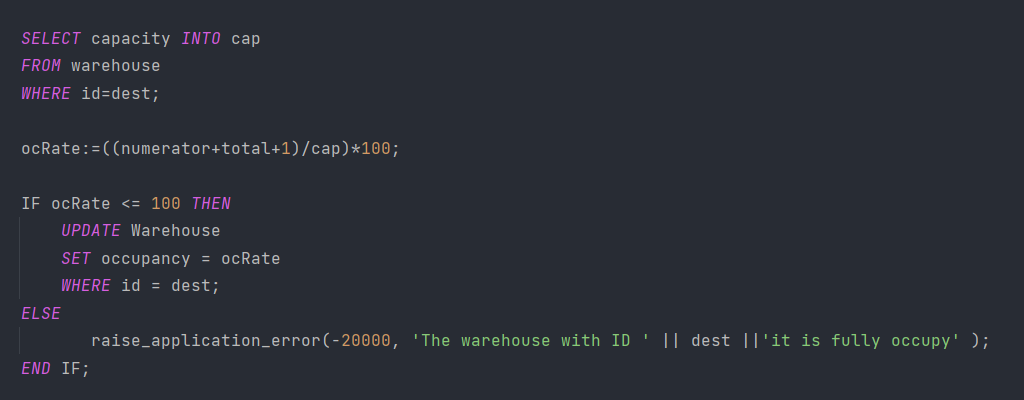 SELECT capacity INTO cap
FROM warehouse
WHERE id=dest;
ocRate:=((numerator+total+1)/cap)*100;
IF ocRate <= 100 THEN
UPDATE Warehouse
SET occupancy = ocRate
WHERE id = dest;
ELSE
raise_application_error(-20000, 'The warehouse with ID ' || dest ||'it is fully occupy' );
END IF;